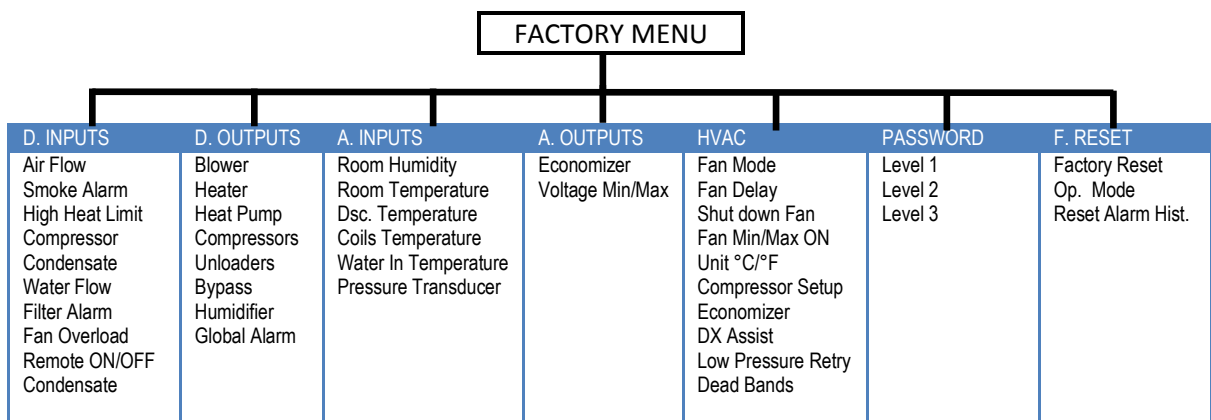 FACTORY MENU
D. INPUTS
Air Flow
Smoke Alarm
High Heat Limit
Compressor
Condensate
Water Flow
Filter Alarm
Fan Overload
Remote ON/OFF
Condensate
D. OUTPUTS
Blower
Heater
Heat Pump
Compressors
Unloaders
Bypass
Humidifier
Global Alarm
A. INPUTS
Room Humidity
Room Temperature
Dsc. Temperature
Coils Temperature
Water In Temperature
Pressure Transducer
A. OUTPUTS
Economizer
Voltage Min/Max
HVAC
Fan Mode
Fan Delay
Shut down Fan
Fan Min/Max ON
Unit °C/°F
Compressor Setup
Economizer
DX Assist
Low Pressure Retry
Dead Bands
PASSWORD
Level 1
Level 2
Level 3
F. RESET
Factory Reset
Op. Mode
Reset Alarm Hist.